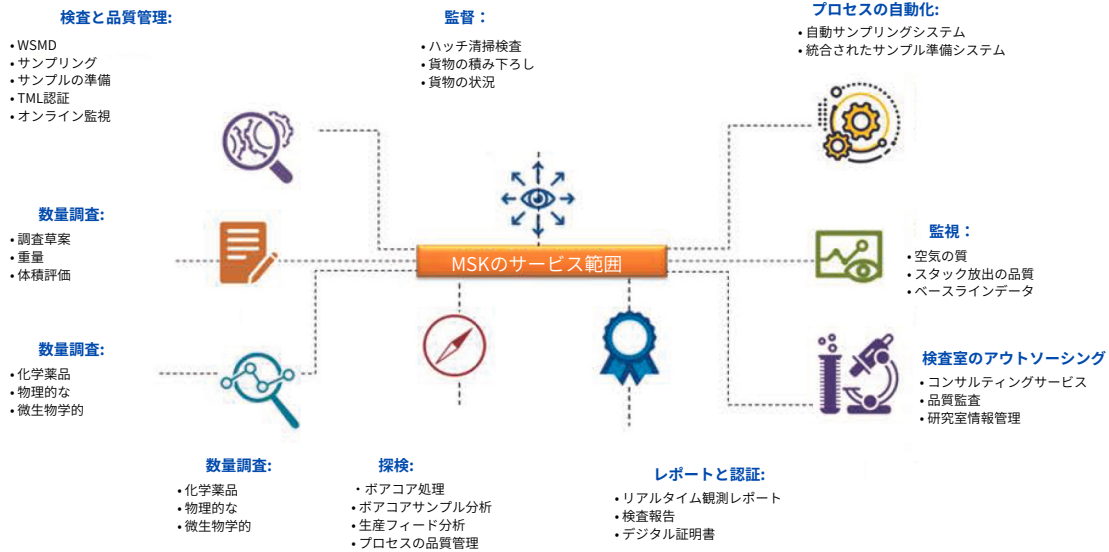 検査と品質管理:
• WSMD
• サンプリング
• サンプルの準備
• TML認証
• オンライン監視
監督：
• ハッチ清掃検査
• 貨物の積み下ろし
• 貨物の状況
プロセスの自動化:
• 自動サンプリングシステム
• 統合されたサンプル準備システム
数量調査:
• 調査草案
• 重量
• 体積評価
MSKのサービス範囲
監視：
• 空気の質
• スタック放出の品質
• ベースラインデータ
数量調査:
• 化学薬品
• 物理的な
• 微生物学的
検査室のアウトソーシング
• コンサルティングサービス
• 品質監査
• 研究室情報管理
数量調査:
• 化学薬品
• 物理的な
• 微生物学的
探検:
・ボアコア処理
• ボアコアサンプル分析
• 生産フィード分析
• プロセスの品質管理
レポートと認証:
• リアルタイム観測レポート
• 検査報告
• デジタル証明書